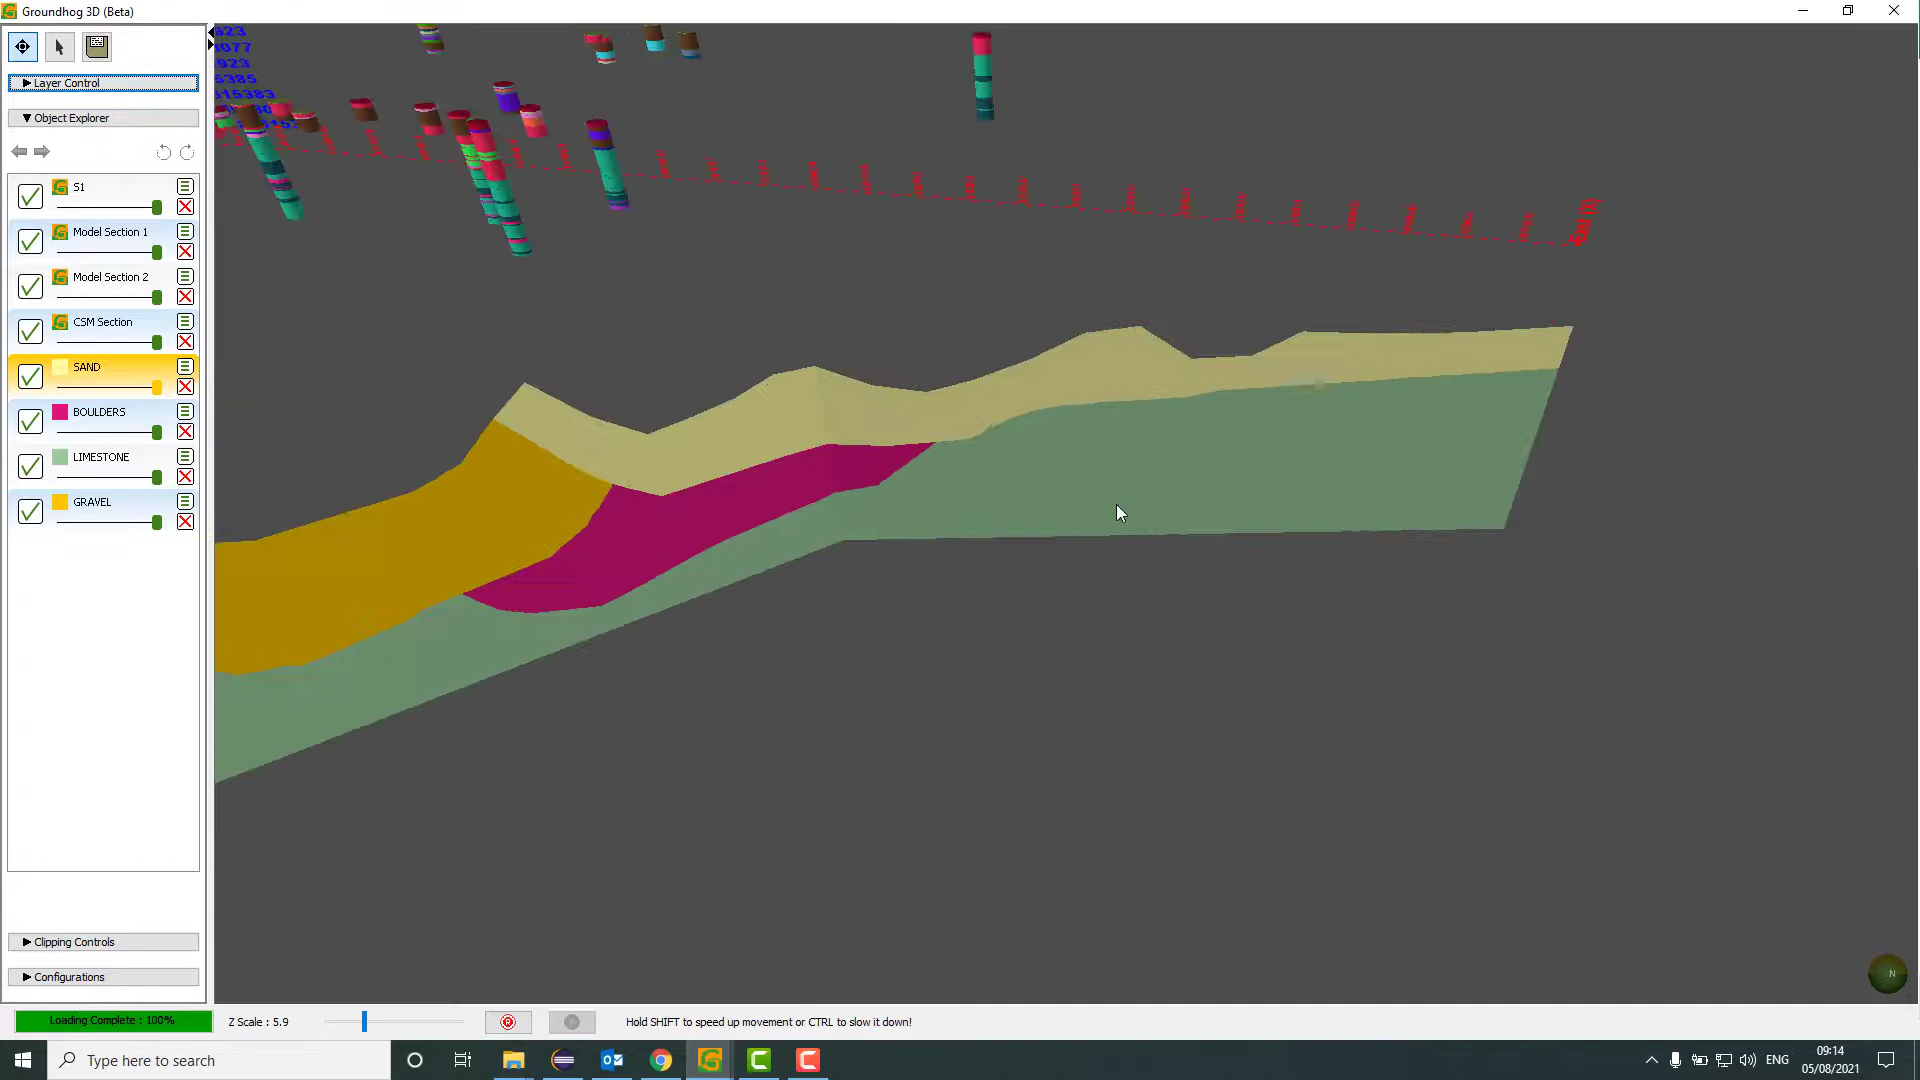 Groundhog 3D (Beta)
Layer Control
Object Explorer
S1
Model Section 1
Model Section 2
CSM Section
SAND
BOULDERS
LIMESTONE
GRAVEL
Clipping Controls
Configurations
East (X)
N
Loading Complete : 100%
Z Scale : 5.9
Hold SHIFT to speed up movement or CTRL to slow it down!
Type here to search
ENG
09:14
05/08/2021